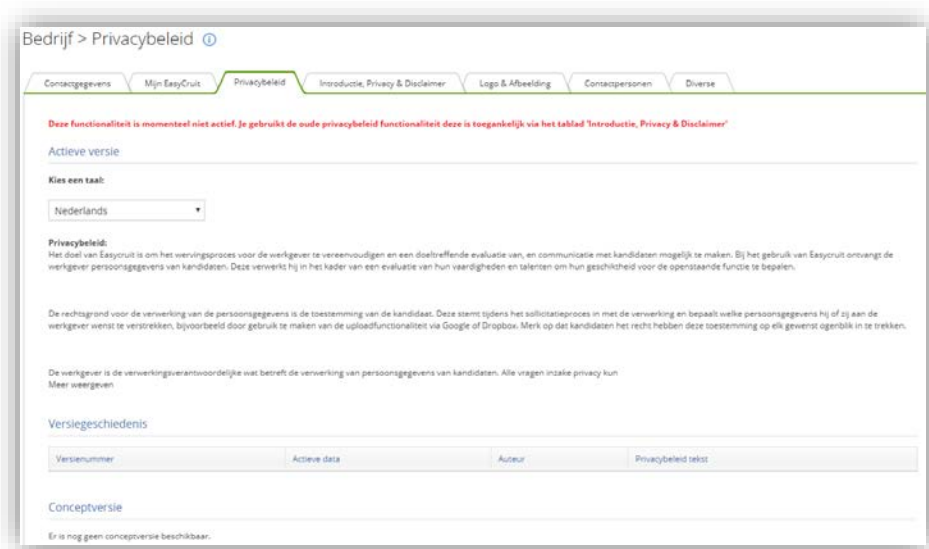 Bedrijf > Privacybeleid
Contactgegevens Mijn EasyCruit Privacybeleid Introductie, Privacy & Disclaimer Logo & Afbeelding Contactpersonen Diverse
Deze functionaliteit is momenteel niet actief. Je gebruikt de oude privacybeleid functionaliteit deze is toegankelijk via het tablad 'Introductie, Privacy & Disclaimer'
Actieve versie
Kies een taal:
Nederlands
Privacybeleid:
Het doel van Easycruit is om het wervingsproces voor de werkgever te vereenvoudigen en een doeltreffende evaluatie van, en communicatie met kandidaten mogelijk te maken. Bij het gebruik van Easycruit ontvangt de
werkgever persoonsgegevens van kandidaten. Deze verwerkt hij in het kader van een evaluatie van hun vaardigheden en talenten om hun geschiktheid voor de openstaande functie te bepalen.
De rechtsgrond voor de verwerking van de persoonsgegevens is de toestemming van de kandidaat. Deze stemt tijdens het sollicitatieproces in met de verwerking en bepaalt welke persoonsgegevens hij of zij aan de
werkgever wenst te verstrekken, bijvoorbeeld door gebruik te maken van de uploadfunctionaliteit via Google of Dropbox. Merk op dat kandidaten het recht hebben deze toestemming op elk gewenst ogenblik in te trekken.
De werkgever is de verwerkingsverantwoordelijke wat betreft de verwerking van persoonsgegevens van kandidaten. Alle vragen inzake privacy kun
Meer weergeven
Versiegeschiedenis
Versienummer Actieve data Auteur Privacybeleid tekst
Conceptversie
Er is nog geen conceptversie beschikbaar.